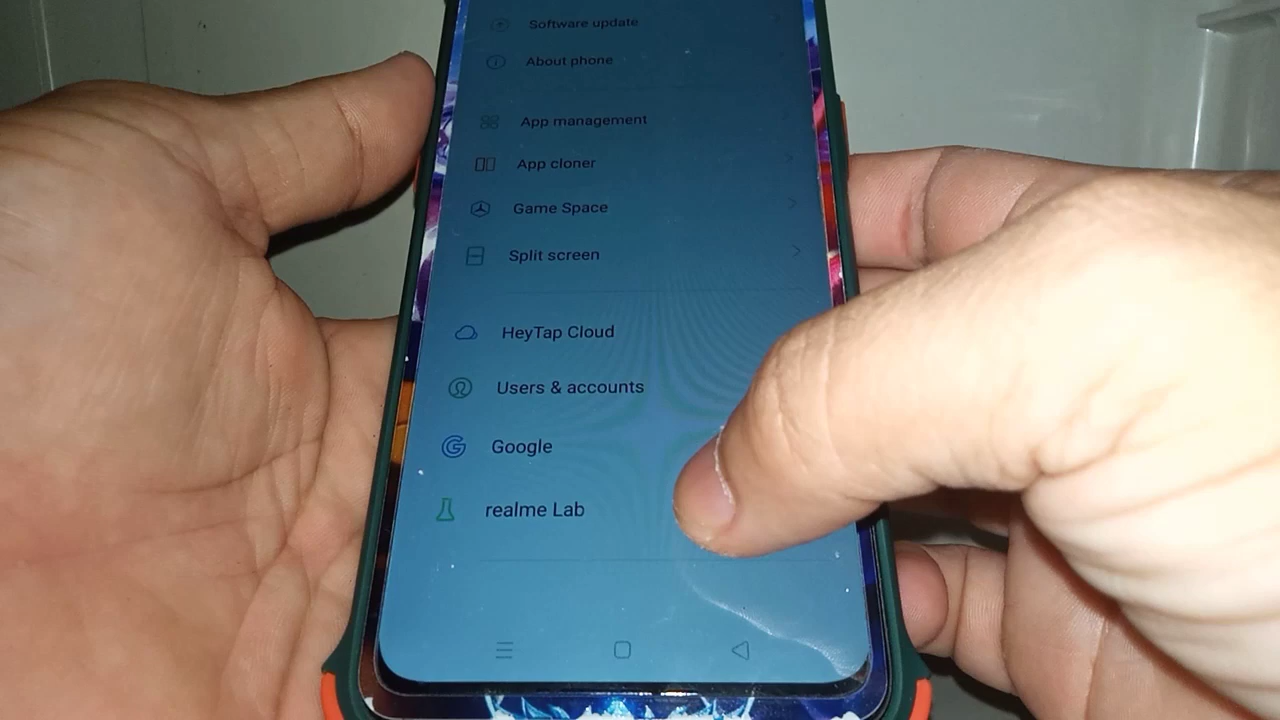 Software update
About phone
App management
App cloner
Game Space
Split screen
HeyTap Cloud
Users & accounts
Google
realme Lab